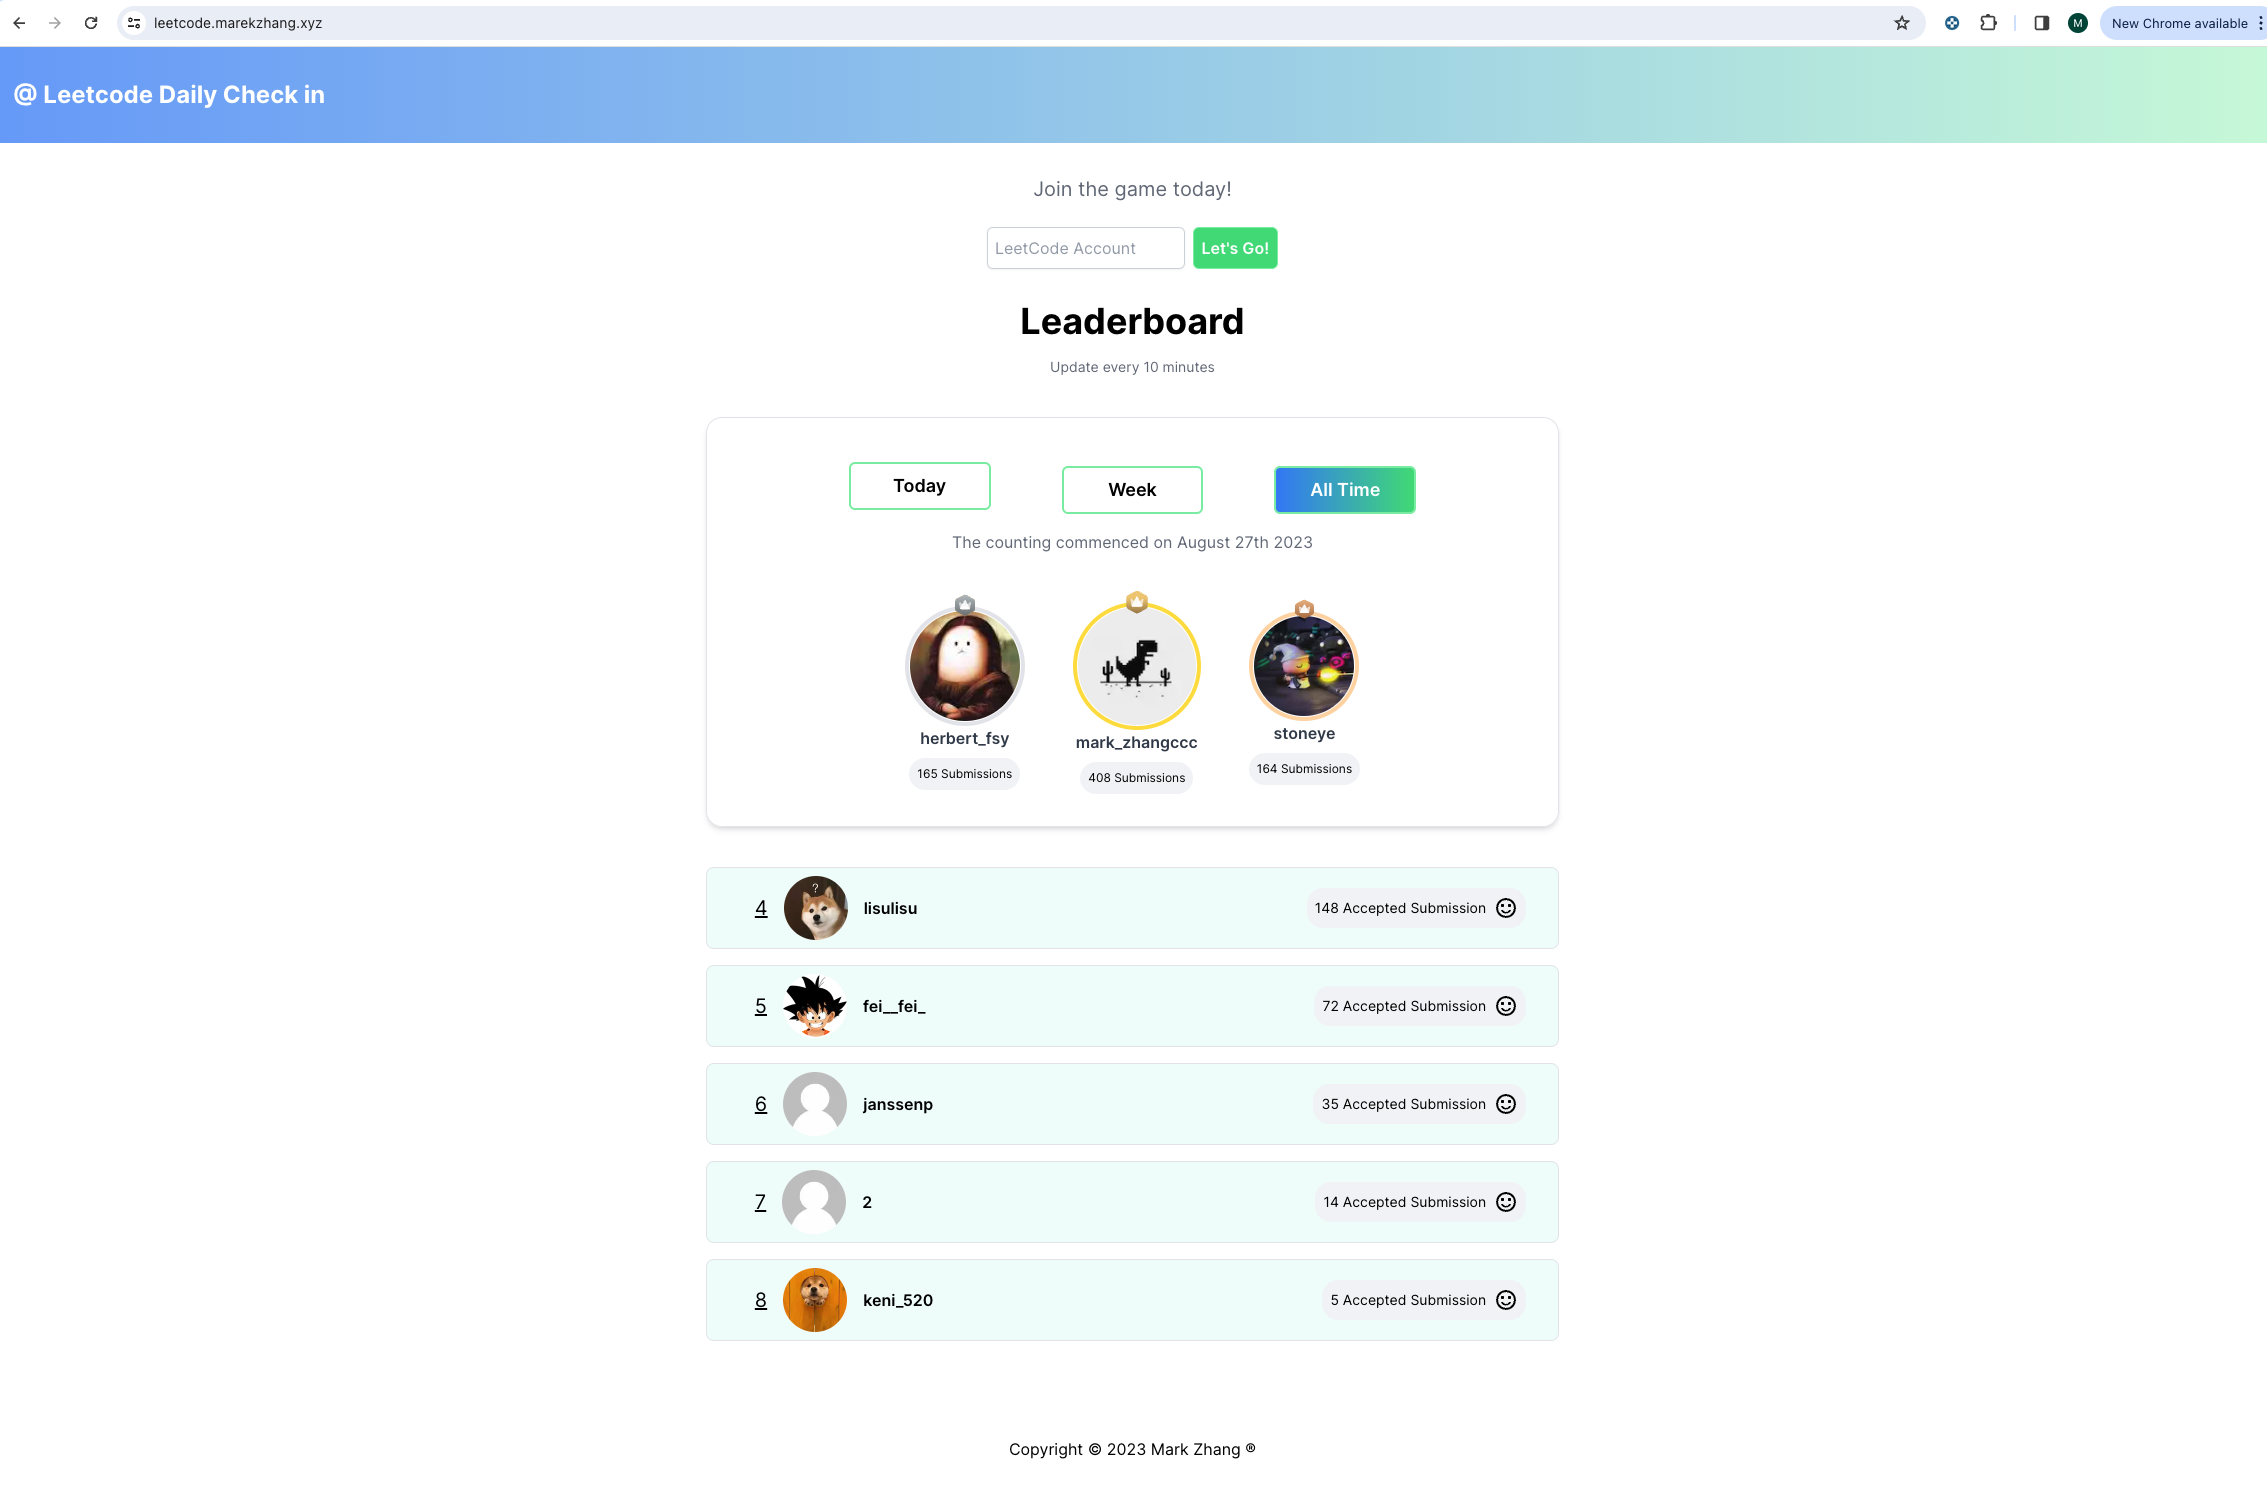 leetcode.marekzhang.xyz
M
New Chrome available
@ Leetcode Daily Check in
Join the game today!
LeetCode Account
Let's Go!
Leaderboard
Update every 10 minutes
Today
Week
All Time
The counting commenced on August 27th 2023
herbert_fsy
mark_zhangccc
stoneye
165 Submissions
408 Submissions
164 Submissions
4 ? lisulisu 148 Accepted Submission
5 fei__fei_ 72 Accepted Submission
6 janssenp 35 Accepted Submission
7 2 14 Accepted Submission
8 keni_520 5 Accepted Submission
Copyright © 2023 Mark Zhang ®